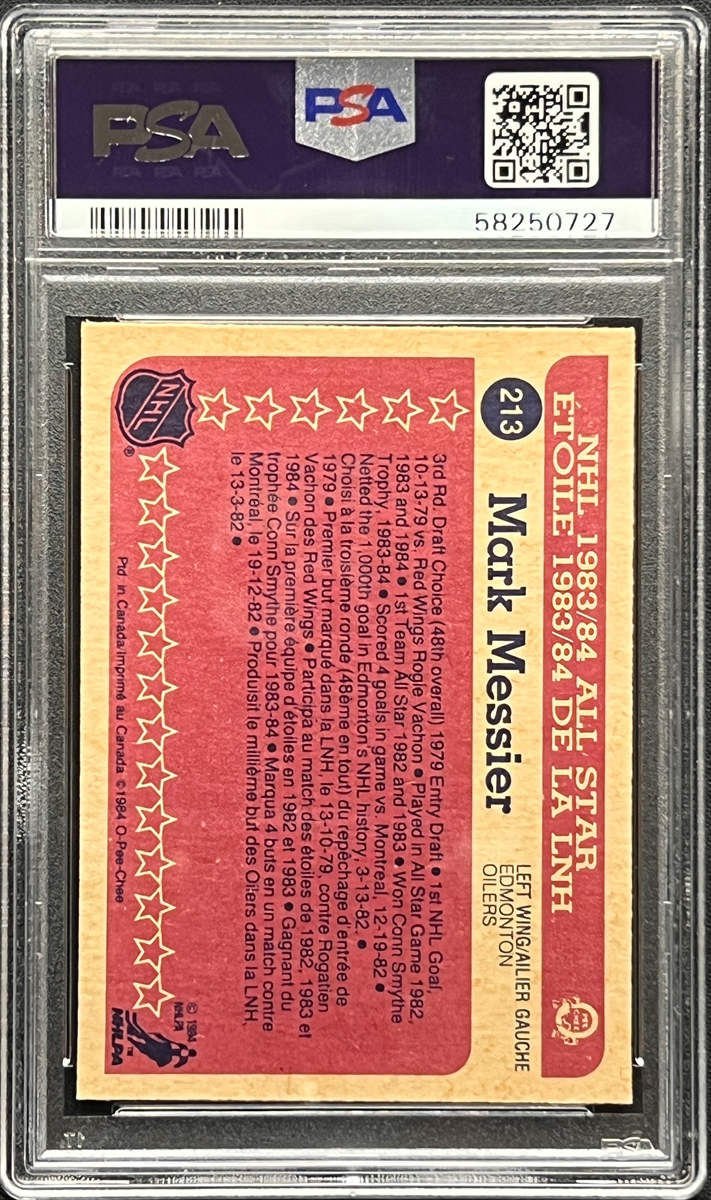 PSA
PSA
58250727
NHL 1983/84 ALL STAR
ÉTOILE 1983/84 DE LA LNH
O PEE CHEE
213
Mark Messier
LEFT WING/AILIER GAUCHE
EDMONTON
OILERS
3rd Rd. Draft Choice (48th overall) 1979 Entry Draft • 1st NHL Goal,
10-13-79 vs. Red Wings Rogie Vachon • Played in All Star Game 1982,
1983 and 1984 • 1st Team All Star 1982 and 1983 • Won Conn Smythe
Trophy, 1983-84 • Scored 4 goals in game vs. Montreal, 12-19-82 •
Netted the 1,000th goal in Edmonton's NHL history, 3-13-82. •
Choisi à la troisième ronde (48ème en tout) du repêchage d'entrée de
1979 • Premier but marqué dans la LNH, le 13-10-79, contre Rogatien
Vachon des Red Wings • Participa au match des étoiles de 1982, 1983 et
1984 • Sur la première équipe d'étoiles en 1982 et 1983 • Gagnant du
trophée Conn Smythe pour 1983-84 • Marqua 4 buts en un match contre
Montréal, le 19-12-82 • Produisit le millième but des Oilers dans la LNH,
le 13-3-82 •
NHL ®
Ptd. in Canada/Imprimé au Canada ©1984 O-Pee-Chee
© 1984
NHLPA
NHLPA ™
PSA